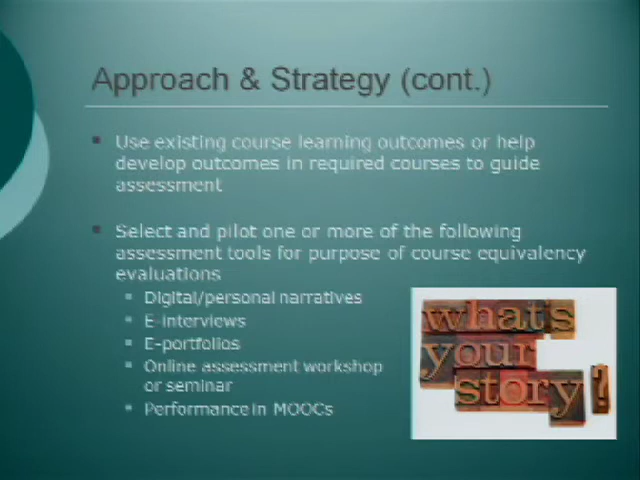 Approach & Strategy (cont.)
Use existing course learning outcomes or help
develop outcomes in required courses to guide
assessment
Select and pilot one or more of the following
assessment tools for purpose of course equivalency
evaluations
Digital/personal narratives
E-interviews
E-portfolios
Online assessment workshop
or seminar
Performance in MOOCs
what's
your
story?